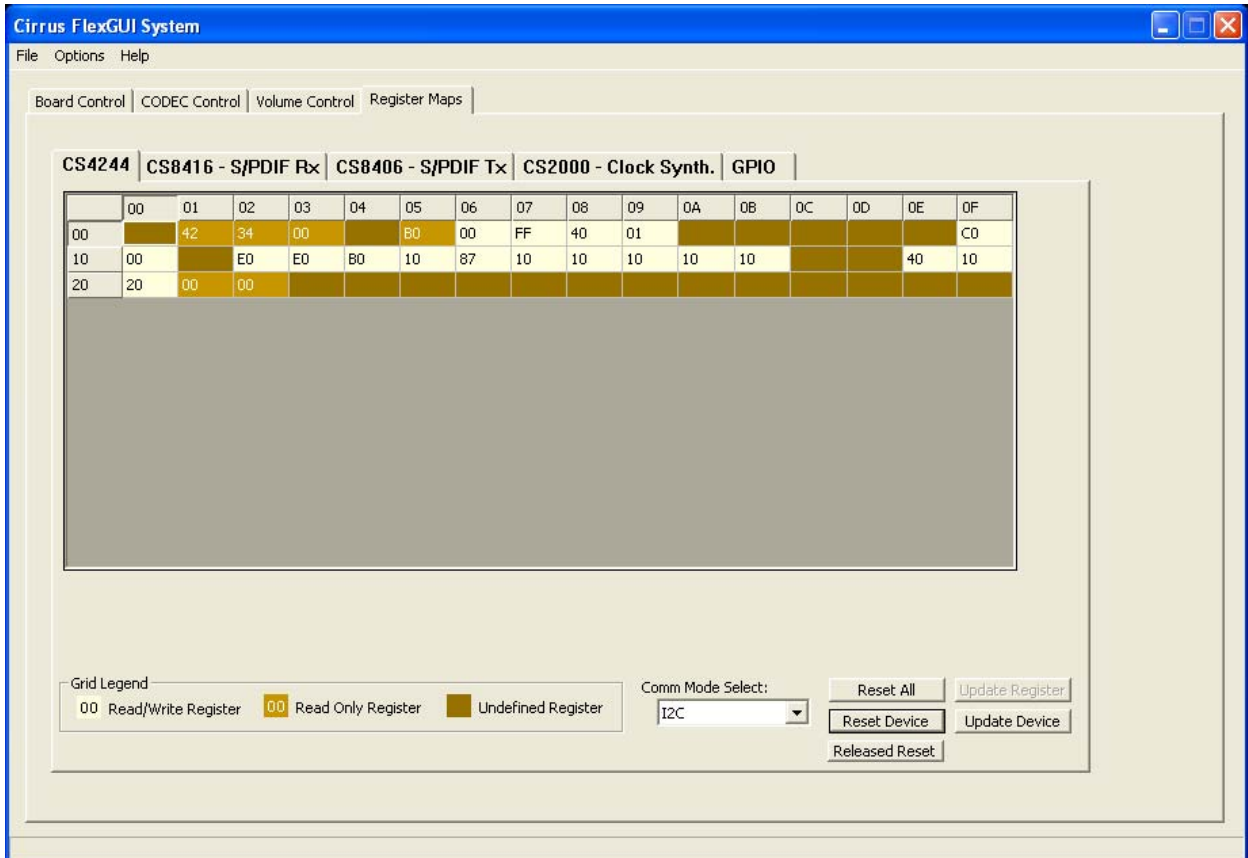 Cirrus FlexGUI System
File Options Help
Board Control CODEC Control Volume Control Register Maps
CS4244 CS8416 - S/PDIF Rx CS8406 - S/PDIF Tx CS2000 - Clock Synth. GPIO
00 01 02 03 04 05 06 07 08 09 0A 0B 0C 0D 0E 0F
00 42 34 00 B0 00 FF 40 01 C0
10 00 E0 E0 B0 10 87 10 10 10 10 10 40 10
20 20 00 00
Grid Legend
00 Read/Write Register 00 Read Only Register Undefined Register
Comm Mode Select:
I2C
Reset All Update Register
Reset Device Update Device
Released Reset